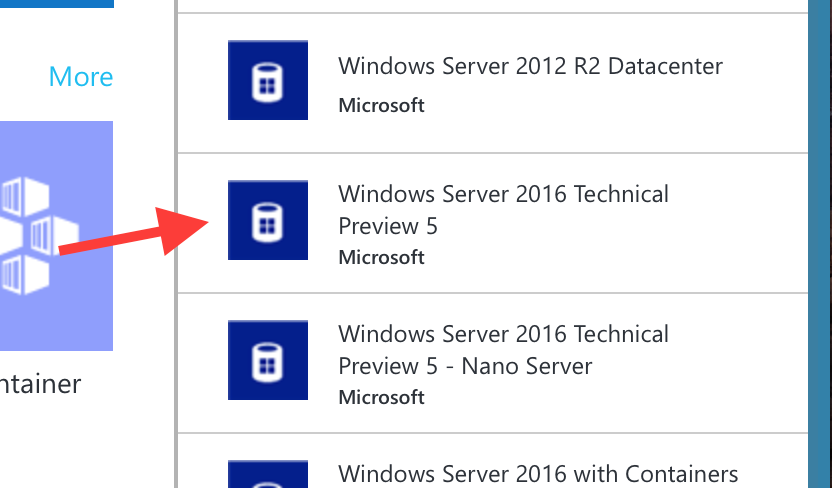 More
ntainer
Windows Server 2012 R2 Datacenter
Microsoft
Windows Server 2016 Technical
Preview 5
Microsoft
Windows Server 2016 Technical
Preview 5 - Nano Server
Microsoft
Windows Server 2016 with Containers